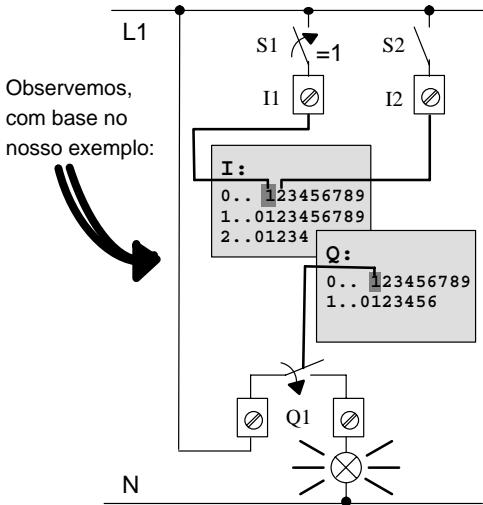 L1
S1
=1
S2
Observemos,
com base no
nosso exemplo:
I1
I2
I:
0.. 123456789
1..0123456789
2..01234
Q:
0.. 123456789
1..0123456
Q1
N